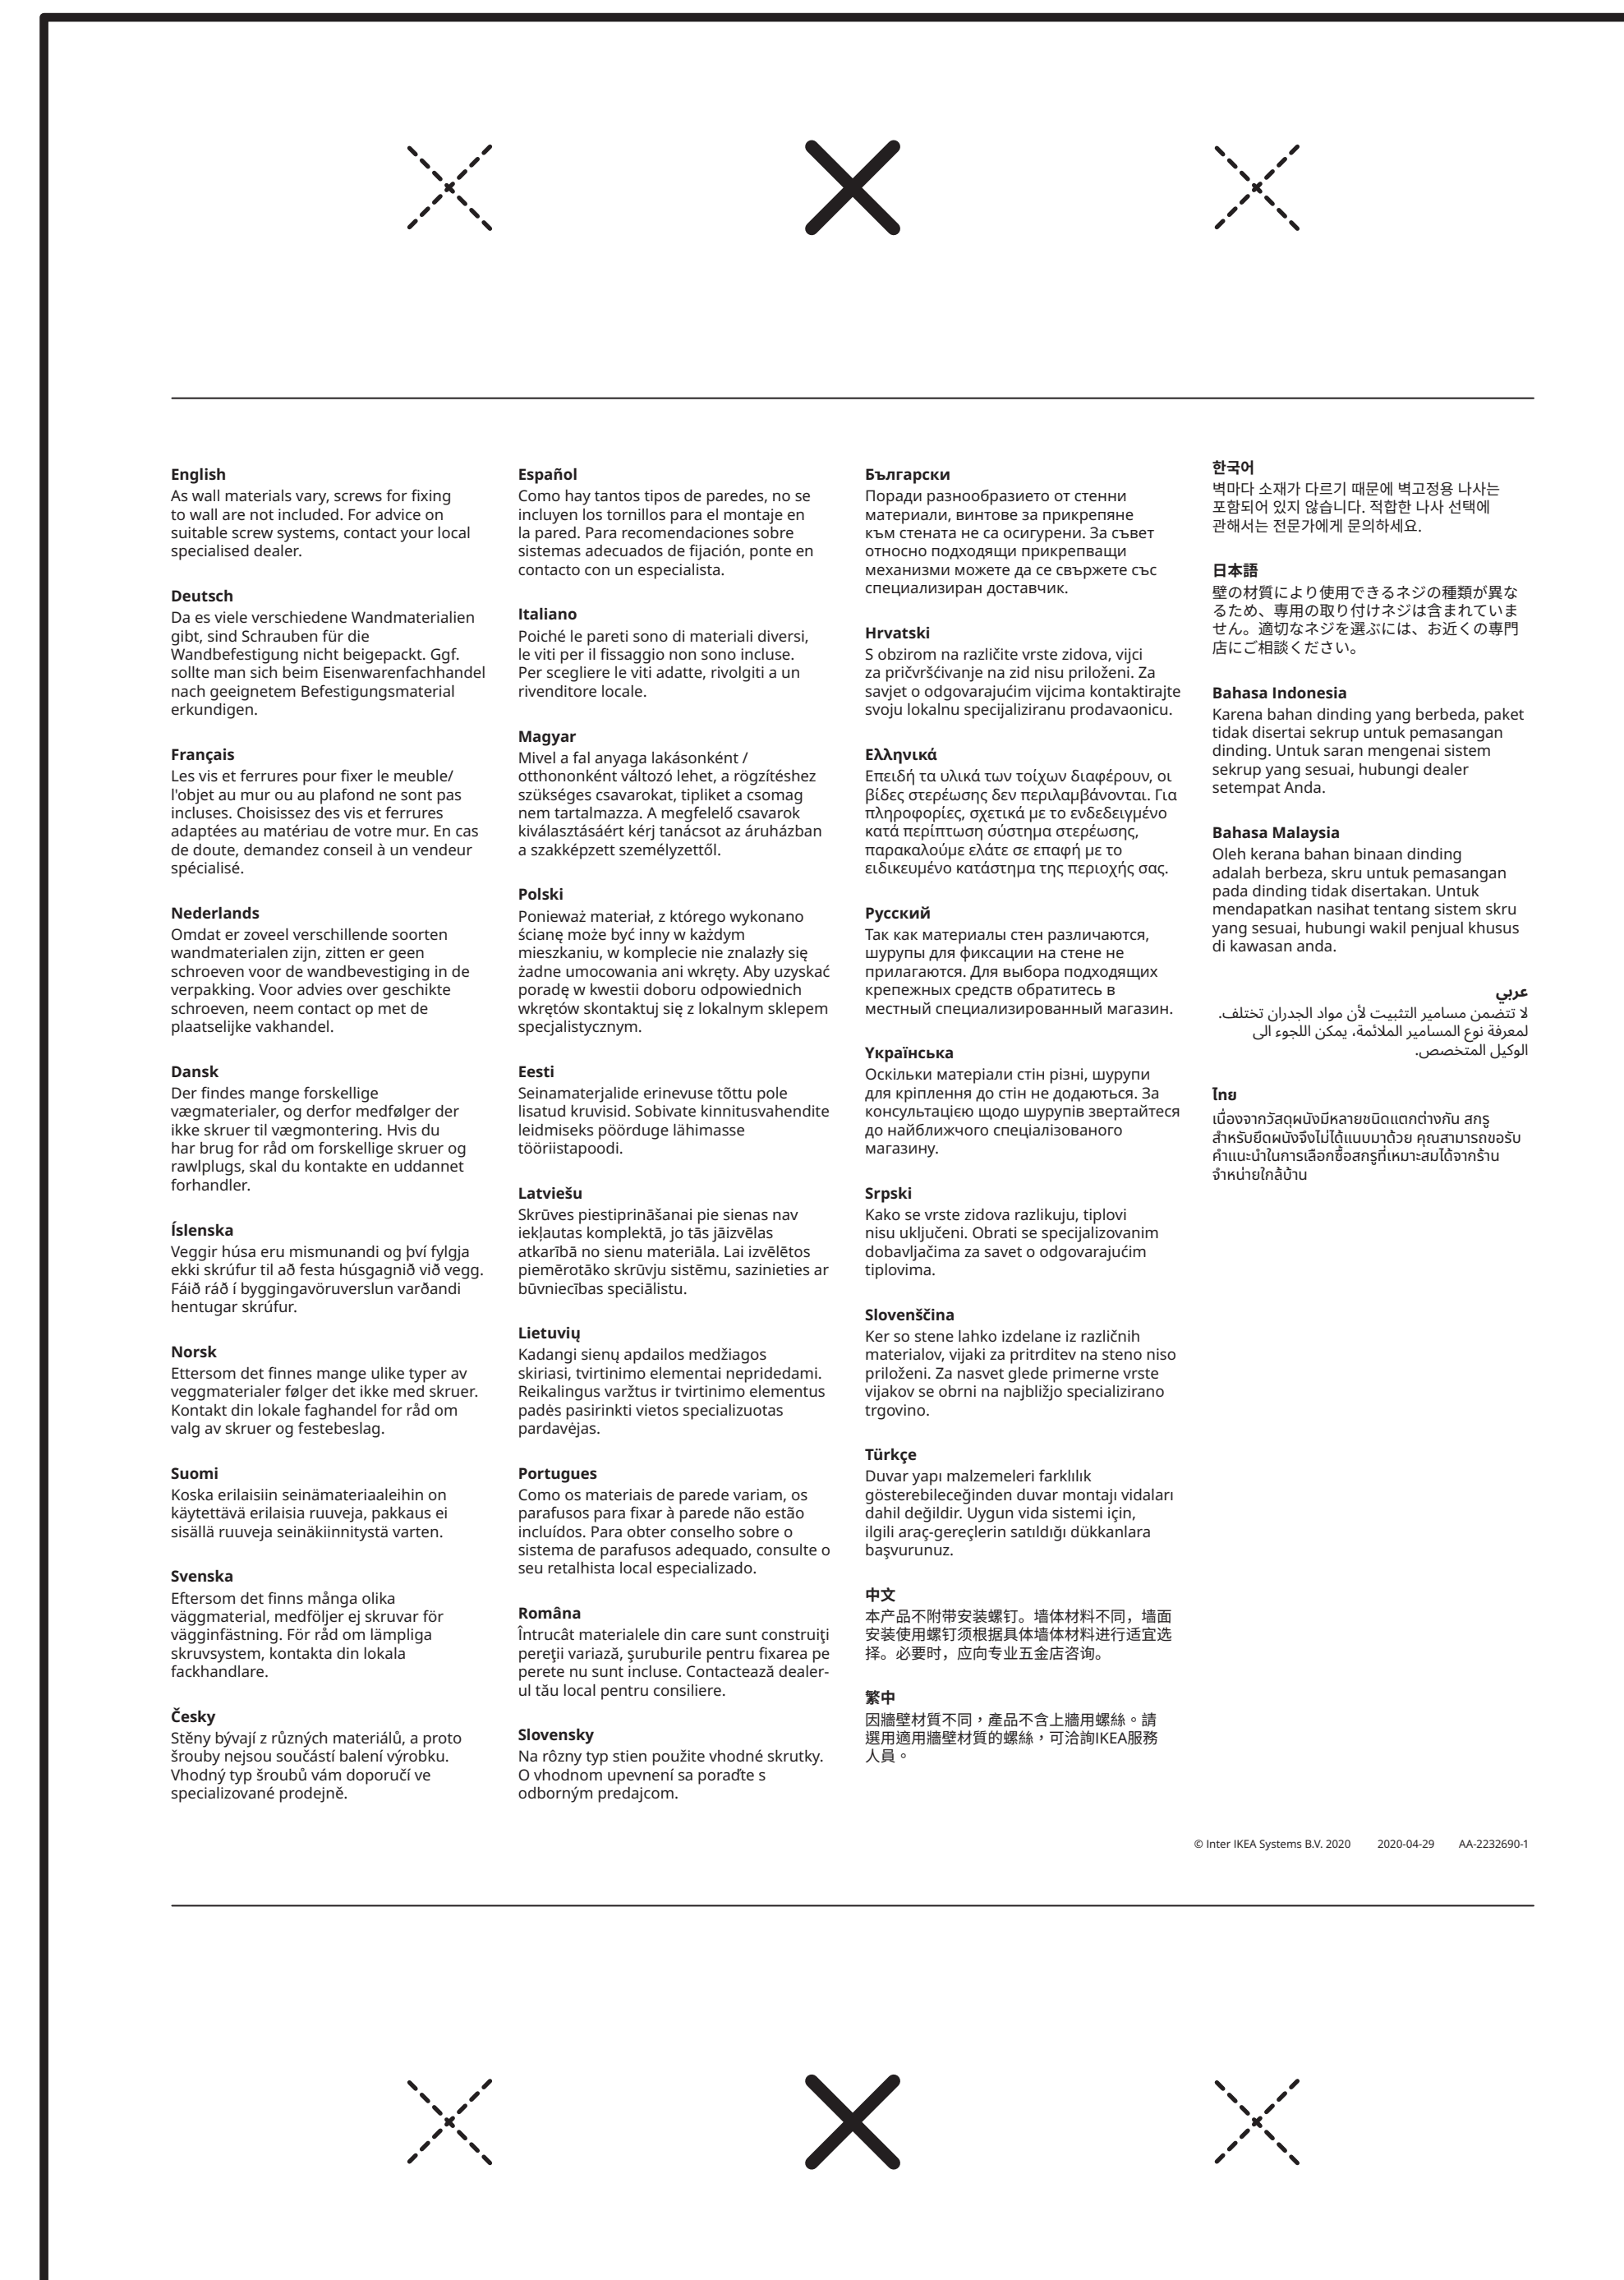 English
As wall materials vary, screws for fixing
to wall are not included. For advice on
suitable screw systems, contact your local
specialised dealer.
Deutsch
Da es viele verschiedene Wandmaterialien
gibt, sind Schrauben für die
Wandbefestigung nicht beigepackt. Ggf.
sollte man sich beim Eisenwarenfachhandel
nach geeignetem Befestigungsmaterial
erkundigen.
Français
Les vis et ferrures pour fixer le meuble/
l'objet au mur ou au plafond ne sont pas
incluses. Choisissez des vis et ferrures
adaptées au matériau de votre mur. En cas
de doute, demandez conseil à un vendeur
spécialisé.
Nederlands
Omdat er zoveel verschillende soorten
wandmaterialen zijn, zitten er geen
schroeven voor de wandbevestiging in de
verpakking. Voor advies over geschikte
schroeven, neem contact op met de
plaatselijke vakhandel.
Dansk
Der findes mange forskellige
vægmaterialer, og derfor medfølger der
ikke skruer til vægmontering. Hvis du
har brug for råd om forskellige skruer og
rawlplugs, skal du kontakte en uddannet
forhandler.
Íslenska
Veggir húsa eru mismunandi og því fylgja
ekki skrúfur til að festa húsgagnið við vegg.
Fáið ráð í byggingavöruverslun varðandi
hentugar skrúfur.
Norsk
Ettersom det finnes mange ulike typer av
veggmaterialer følger det ikke med skruer.
Kontakt din lokale faghandel for råd om
valg av skruer og festebeslag.
Suomi
Koska erilaisiin seinämateriaaleihin on
käytettävä erilaisia ruuveja, pakkaus ei
sisällä ruuveja seinäkiinnitystä varten.
Svenska
Eftersom det finns många olika
väggmaterial, medföljer ej skruvar för
vägginfästning. För råd om lämpliga
skruvsystem, kontakta din lokala
fackhandlare.
Česky
Stěny bývají z různých materiálů, a proto
šrouby nejsou součástí balení výrobku.
Vhodný typ šroubů vám doporučí ve
specializované prodejně.
Español
Como hay tantos tipos de paredes, no se
incluyen los tornillos para el montaje en
la pared. Para recomendaciones sobre
sistemas adecuados de fijación, ponte en
contacto con un especialista.
Italiano
Poiché le pareti sono di materiali diversi,
le viti per il fissaggio non sono incluse.
Per scegliere le viti adatte, rivolgiti a un
rivenditore locale.
Magyar
Mivel a fal anyaga lakásonként /
otthononként változó lehet, a rögzítéshez
szükséges csavarokat, tipliket a csomag
nem tartalmazza. A megfelelő csavarok
kiválasztásáért kérj tanácsot az áruházban
a szakképzett személyzettől.
Polski
Ponieważ materiał, z którego wykonano
ścianę może być inny w każdym
mieszkaniu, w komplecie nie znalazły się
żadne umocowania ani wkręty. Aby uzyskać
poradę w kwestii doboru odpowiednich
wkrętów skontaktuj się z lokalnym sklepem
specjalistycznym.
Eesti
Seinamaterjalide erinevuse tõttu pole
lisatud kruvisid. Sobivate kinnitusvahendite
leidmiseks pöörduge lähimasse
tööriistapoodi.
Latviešu
Skrūves piestiprināšanai pie sienas nav
iekļautas komplektā, jo tās jāizvēlas
atkarībā no sienu materiāla. Lai izvēlētos
piemērotāko skrūvju sistēmu, sazinieties ar
būvniecības speciālistu.
Lietuvių
Kadangi sienų apdailos medžiagos
skiriasi, tvirtinimo elementai nepridedami.
Reikalingus varžtus ir tvirtinimo elementus
padės pasirinkti vietos specializuotas
pardavėjas.
Portugues
Como os materiais de parede variam, os
parafusos para fixar à parede não estão
incluídos. Para obter conselho sobre o
sistema de parafusos adequado, consulte o
seu retalhista local especializado.
Româna
Întrucât materialele din care sunt construiţi
pereţii variază, şuruburile pentru fixarea pe
perete nu sunt incluse. Contactează dealer-
ul tău local pentru consiliere.
Slovensky
Na rôzny typ stien použite vhodné skrutky.
O vhodnom upevnení sa poraďte s
odborným predajcom.
Български
Поради разнообразието от стенни
материали, винтове за прикрепяне
към стената не са осигурени. За съвет
относно подходящи прикрепващи
механизми можете да се свържете със
специализиран доставчик.
Hrvatski
S obzirom na različite vrste zidova, vijci
za pričvršćivanje na zid nisu priloženi. Za
savjet o odgovarajućim vijcima kontaktirajte
svoju lokalnu specijaliziranu prodavaonicu.
Ελληνικά
Επειδή τα υλικά των τοίχων διαφέρουν, οι
βίδες στερέωσης δεν περιλαμβάνονται. Για
πληροφορίες, σχετικά με το ενδεδειγμένο
κατά περίπτωση σύστημα στερέωσης,
παρακαλούμε ελάτε σε επαφή με το
ειδικευμένο κατάστημα της περιοχής σας.
Русский
Так как материалы стен различаются,
шурупы для фиксации на стене не
прилагаются. Для выбора подходящих
крепежных средств обратитесь в
местный специализированный магазин.
Yкраїнська
Оскільки матеріали стін різні, шурупи
для кріплення до стін не додаються. За
консультацією щодо шурупів звертайтеся
до найближчого спеціалізованого
магазину.
Srpski
Kako se vrste zidova razlikuju, tiplovi
nisu uključeni. Obrati se specijalizovanim
dobavljačima za savet o odgovarajućim
tiplovima.
Slovenščina
Ker so stene lahko izdelane iz različnih
materialov, vijaki za pritrditev na steno niso
priloženi. Za nasvet glede primerne vrste
vijakov se obrni na najbližjo specializirano
trgovino.
Türkçe
Duvar yapı malzemeleri farklılık
gösterebileceğinden duvar montajı vidaları
dahil değildir. Uygun vida sistemi için,
ilgili araç-gereçlerin satıldığı dükkanlara
başvurunuz.
中文
本产品不附带安装螺钉。墙体材料不同，墙面
安装使用螺钉须根据具体墙体材料进行适宜选
择。必要时，应向专业五金店咨询。
繁中
因牆壁材質不同，產品不含上牆用螺絲。請
選用適用牆壁材質的螺絲，可洽詢IKEA服務
人員。
한국어
벽마다 소재가 다르기 때문에 벽고정용 나사는
포함되어 있지 않습니다. 적합한 나사 선택에
관해서는 전문가에게 문의하세요.
日本語
壁の材質により使用できるネジの種類が異な
るため、専用の取り付けネジは含まれていま
せん。適切なネジを選ぶには、お近くの専門
店にご相談ください。
Bahasa Indonesia
Karena bahan dinding yang berbeda, paket
tidak disertai sekrup untuk pemasangan
dinding. Untuk saran mengenai sistem
sekrup yang sesuai, hubungi dealer
setempat Anda.
Bahasa Malaysia
Oleh kerana bahan binaan dinding
adalah berbeza, skru untuk pemasangan
pada dinding tidak disertakan. Untuk
mendapatkan nasihat tentang sistem skru
yang sesuai, hubungi wakil penjual khusus
di kawasan anda.
عربي
لا تتضمن مسامير التثبيت لأن مواد الجدران تختلف.
لمعرفة نوع المسامير الملائمة، يمكن اللجوء الى
الوكيل المتخصص.
ไทย
เนื่องจากวัสดุผนังมีหลายชนิดแตกต่างกัน สกรู
สำหรับยึดผนังจึงไม่ได้แนบมาด้วย คุณสามารถขอรับ
คำแนะนำในการเลือกซื้อสกรูที่เหมาะสมได้จากร้าน
จำหน่ายใกล้บ้าน
© Inter IKEA Systems B.V. 2020 2020-04-29 AA-2232690-1